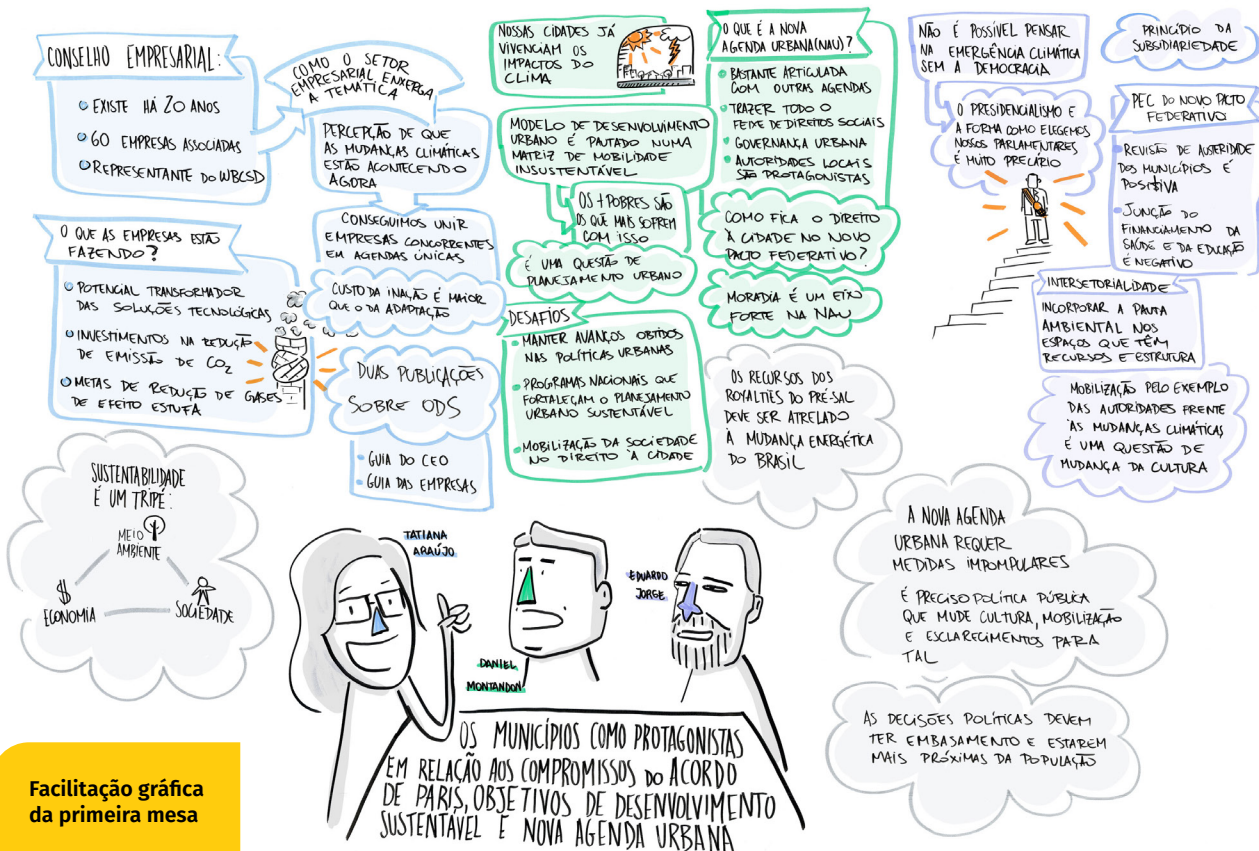 CONSELHO EMPRESARIAL:
EXISTE HÁ 20 ANOS
60 EMPRESAS ASSOCIADAS
REPRESENTANTE DO WBCSD
COMO O SETOR
EMPRESARIAL ENXERGA
A TEMÁTICA
PERCEPÇÃO DE QUE
AS MUDANÇAS CLIMÁTICAS
ESTÃO ACONTECENDO
AGORA
CONSEGUIMOS UNIR
EMPRESAS CONCORRENTES
EM AGENDAS ÚNICAS
CUSTO DA INAÇÃO É MAIOR
QUE O DA ADAPTAÇÃO
O QUE AS EMPRESAS ESTÃO
FAZENDO?
POTENCIAL TRANSFORMADOR
DAS SOLUÇÕES TECNOLÓGICAS
INVESTIMENTOS NA REDUÇÃO
DE EMISSÃO DE CO2
METAS DE REDUÇÃO DE GASES
DE EFEITO ESTUFA
DUAS PUBLICAÇÕES
SOBRE ODS
GUIA DO CEO
GUIA DAS EMPRESAS
SUSTENTABILIDADE
É UM TRIPÉ:
MEIO
AMBIENTE
$
ECONOMIA
SOCIEDADE
NOSSAS CIDADES JÁ
VIVENCIAM OS
IMPACTOS DO
CLIMA
MODELO DE DESENVOLVIMENTO
URBANO É PAUTADO NUMA
MATRIZ DE MOBILIDADE
INSUSTENTÁVEL
OS + POBRES SÃO
OS QUE MAIS SOFREM
COM ISSO
É UMA QUESTÃO DE
PLANEJAMENTO URBANO
DESAFIOS
MANTER AVANÇOS OBTIDOS
NAS POLÍTICAS URBANAS
PROGRAMAS NACIONAIS QUE
FORTALEÇAM O PLANEJAMENTO
URBANO SUSTENTÁVEL
MOBILIZAÇÃO DA SOCIEDADE
NO DIREITO À CIDADE
O QUE É A NOVA
AGENDA URBANA (NAU)?
BASTANTE ARTICULADA
COM OUTRAS AGENDAS
TRAZER TODO O
FEIXE DE DIREITOS SOCIAIS
GOVERNANÇA URBANA
AUTORIDADES LOCAIS
SÃO PROTAGONISTAS
COMO FICA O DIREITO
À CIDADE NO NOVO
PACTO FEDERATIVO?
MORADIA É UM EIXO
FORTE NA NAU
OS RECURSOS DOS
ROYALTIES DO PRÉ-SAL
DEVE SER ATRELADO
À MUDANÇA ENERGÉTICA
DO BRASIL
NÃO É POSSÍVEL PENSAR
NA EMERGÊNCIA CLIMÁTICA
SEM A DEMOCRACIA
O PRESIDENCIALISMO E
A FORMA COMO ELEGEMOS
NOSSOS PARLAMENTARES
É MUITO PRECÁRIO
PRINCÍPIO DA
SUBSIDIARIEDADE
PEC DO NOVO PACTO
FEDERATIVO
REVISÃO DE AUTORIDADE
DOS MUNICÍPIOS É
POSITIVA
JUNÇÃO DO
FINANCIAMENTO DA
SAÚDE E DA EDUCAÇÃO
É NEGATIVO
INTERSETORIALIDADE
INCORPORAR A PAUTA
AMBIENTAL NOS
ESPAÇOS QUE TÊM
RECURSOS E ESTRUTURA
MOBILIZAÇÃO PELO EXEMPLO
DAS AUTORIDADES FRENTE
ÀS MUDANÇAS CLIMÁTICAS
É UMA QUESTÃO DE
MUDANÇA DA CULTURA
A NOVA AGENDA
URBANA REQUER
MEDIDAS IMPOMPULARES
É PRECISO POLÍTICA PÚBLICA
QUE MUDE CULTURA, MOBILIZAÇÃO
E ESCLARECIMENTOS PARA
TAL
AS DECISÕES POLÍTICAS DEVEM
TER EMBASAMENTO E ESTAREM
MAIS PRÓXIMAS DA POPULAÇÃO
TATIANA
ARAÚJO
DANIEL
MONTANDON
EDUARDO
JORGE
OS MUNICÍPIOS COMO PROTAGONISTAS
EM RELAÇÃO AOS COMPROMISSOS DO ACORDO
DE PARIS, OBJETIVOS DE DESENVOLVIMENTO
SUSTENTÁVEL E NOVA AGENDA URBANA
Facilitação gráfica
da primeira mesa